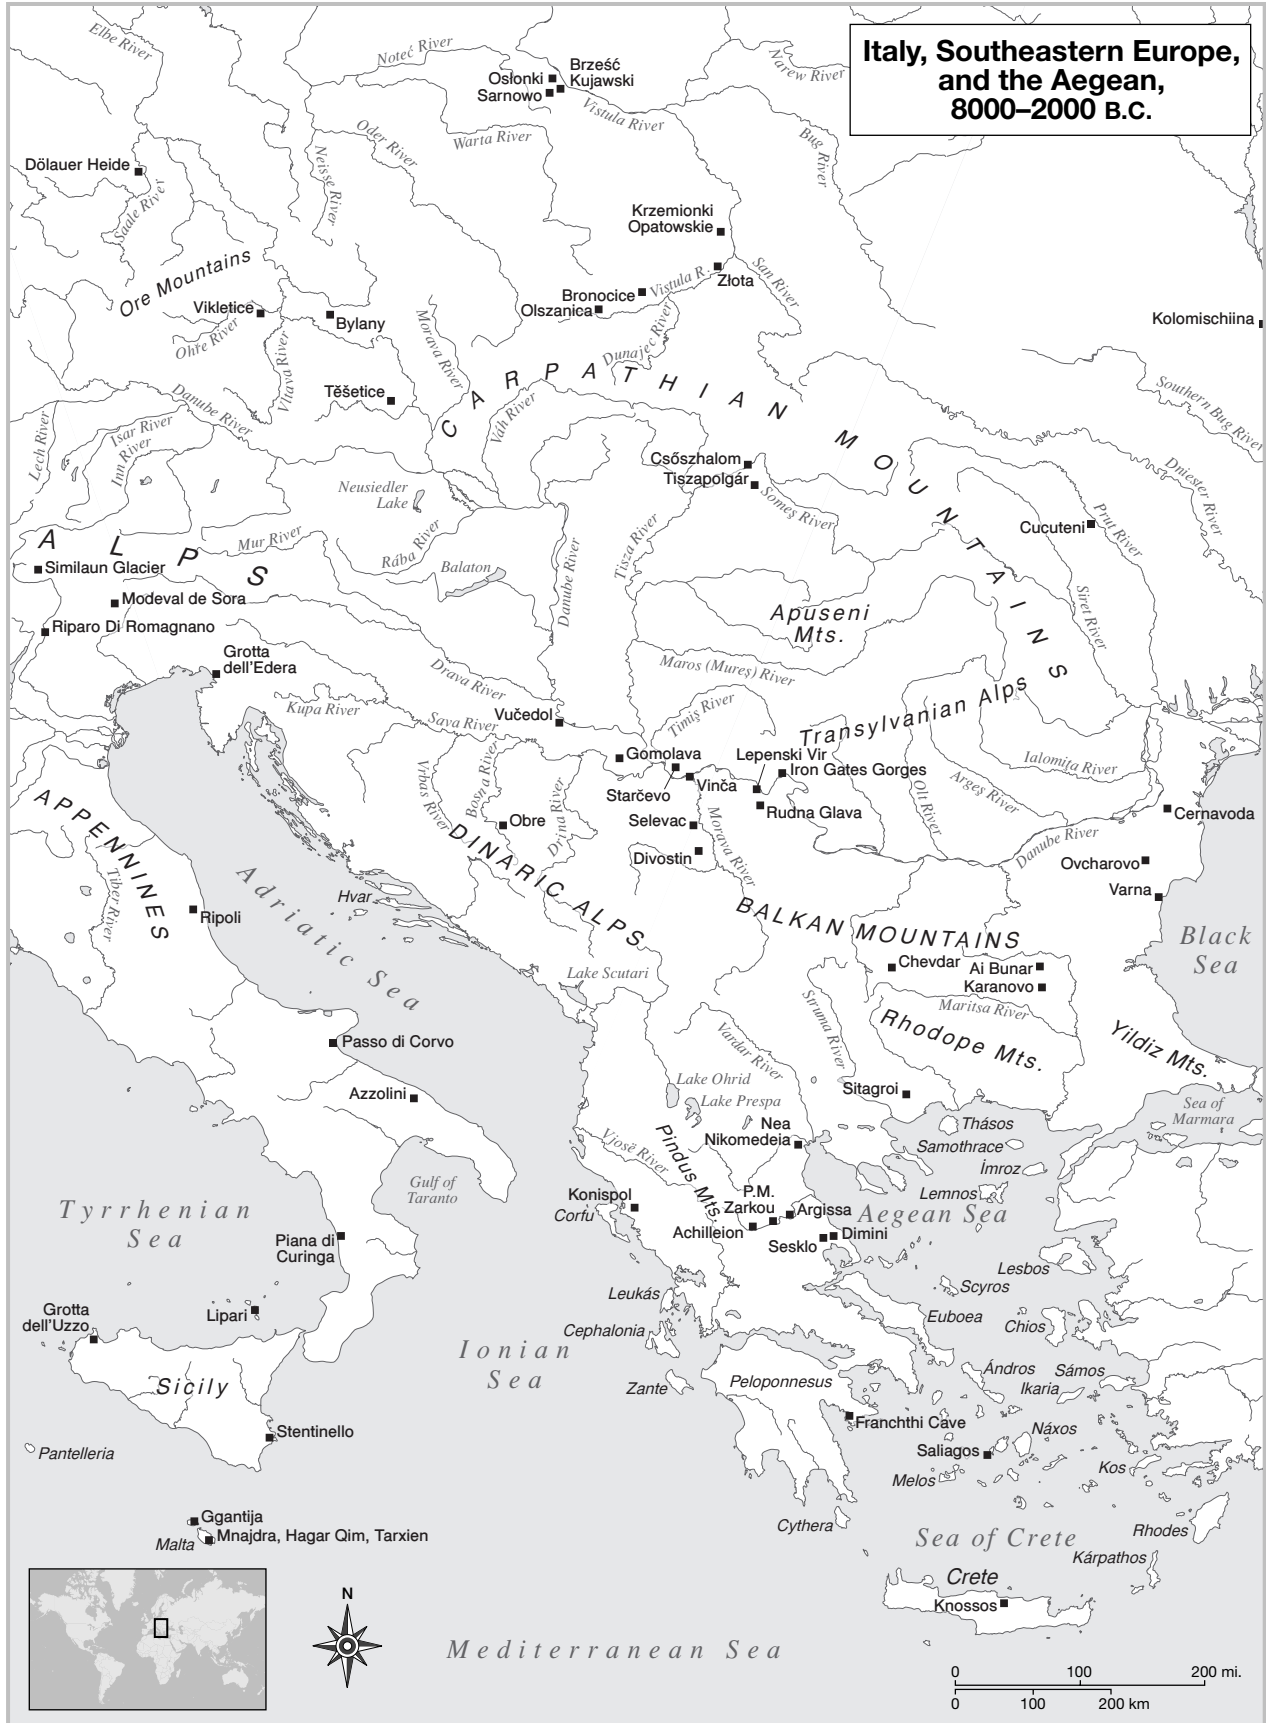 Italy, Southeastern Europe,
and the Aegean,
8000–2000 B.C.
Elbe River
Noteć River
Narew River
Osłonki
Brześć
Kujawski
Sarnowo
Vistula River
Oder River
Warta River
Bug River
Neisse River
Dölauer Heide
Saale River
Krzemionki
Opatowskie
Ore Mountains
Vistula R.
Złota
San River
Vikletice
Bylany
Bronocice
Olszanica
Kolomischiina
Ohře River
Vltava River
Morava River
Dunajec River
CARPATHIAN MOUNTAINS
Těšetice
Váh River
Danube River
Southern Bug River
Lech River
Isar River
Inn River
Csőszhalom
Tiszapolgár
Someş River
Dniester River
Neusiedler
Lake
Cucuteni
Prut River
ALPS
Mur River
Rába River
Tisza River
Similaun Glacier
Balaton
Danube River
Siret River
Modeval de Sora
Apuseni
Mts.
Riparo Di Romagnano
Grotta
dell'Edera
Drava River
Maros (Mureş) River
Kupa River
Sava River
Vučedol
Timiş River
Transylvanian Alps
Gomolava
Lepenski Vir
Iron Gates Gorges
Ialomiţa River
Starčevo
Vinča
Vrbas River
Bosna River
Drina River
Rudna Glava
Olt River
Argeş River
APPENNINES
Obre
Selevac
Cernavoda
DINARIC ALPS
Divostin
Morava River
Danube River
Ovcharovo
Varna
Tiber River
Ripoli
Adriatic Sea
Hvar
BALKAN MOUNTAINS
Black
Sea
Lake Scutari
Chevdar
Ai Bunar
Karanovo
Struma River
Maritsa River
Rhodope Mts.
Yildiz Mts.
Passo di Corvo
Vardar River
Lake Ohrid
Lake Prespa
Sitagroi
Azzolini
Sea of
Marmara
Thásos
Nea
Nikomedeia
Samothrace
Vjosë River
Pindus Mts.
İmroz
Gulf of
Taranto
Konispol
Corfu
P.M.
Zarkou
Argissa
Lemnos
Aegean Sea
Tyrrhenian
Sea
Achilleion
Sesklo
Dimini
Piana di
Curinga
Lesbos
Leukás
Scyros
Grotta
dell'Uzzo
Lipari
Euboea
Chios
Cephalonia
Ionian
Sea
Sicily
Zante
Peloponnesus
Ándros
Sámos
Ikaria
Franchthi Cave
Stentinello
Náxos
Saliagos
Pantelleria
Melos
Kos
Ggantija
Cythera
Mnajdra, Hagar Qim, Tarxien
Malta
Sea of Crete
Rhodes
Kárpathos
Crete
Knossos
N
Mediterranean Sea
0 100 200 mi.
0 100 200 km